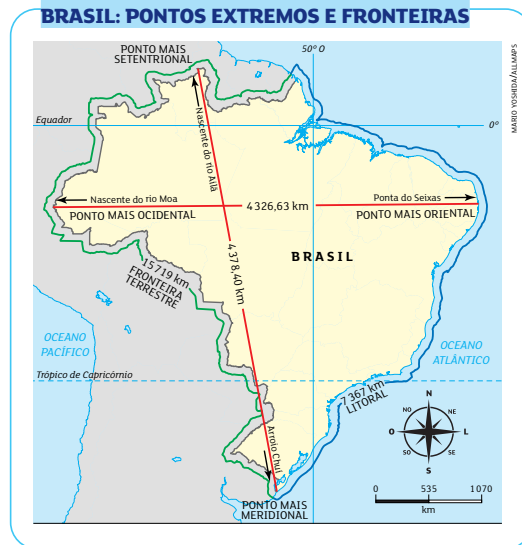 BRASIL: PONTOS EXTREMOS E FRONTEIRAS
MARIO YOSHIDA/ALLMAPS
PONTO MAIS
SETENTRIONAL
50° O
Equador
0°
Nascente do rio Ailã
Nascente do rio Moa
PONTO MAIS OCIDENTAL
4 326,63 km
Ponta do Seixas
PONTO MAIS ORIENTAL
4 378,40 km
BRASIL
15 719 km
FRONTEIRA
TERRESTRE
OCEANO
PACÍFICO
OCEANO
ATLÂNTICO
Trópico de Capricórnio
7 367 km
LITORAL
Arroio Chuí
PONTO MAIS
MERIDIONAL
N
NO
NE
O
L
SO
SE
S
0
535
1 070
km